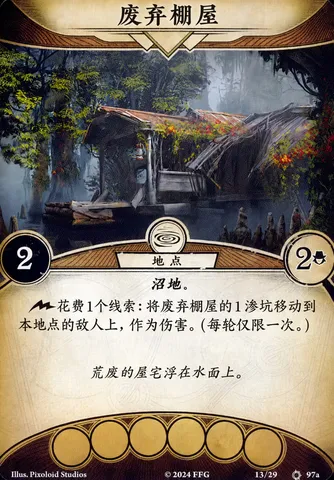 废弃棚屋
2
2
地点
沼地。
花费1个线索：将废弃棚屋的1渗坑移动到
本地点的敌人上，作为伤害。（每轮仅限一次。）
荒废的屋宅浮在水面上。
Illus. Pixoloid Studios
© 2024 FFG
13/29
97a